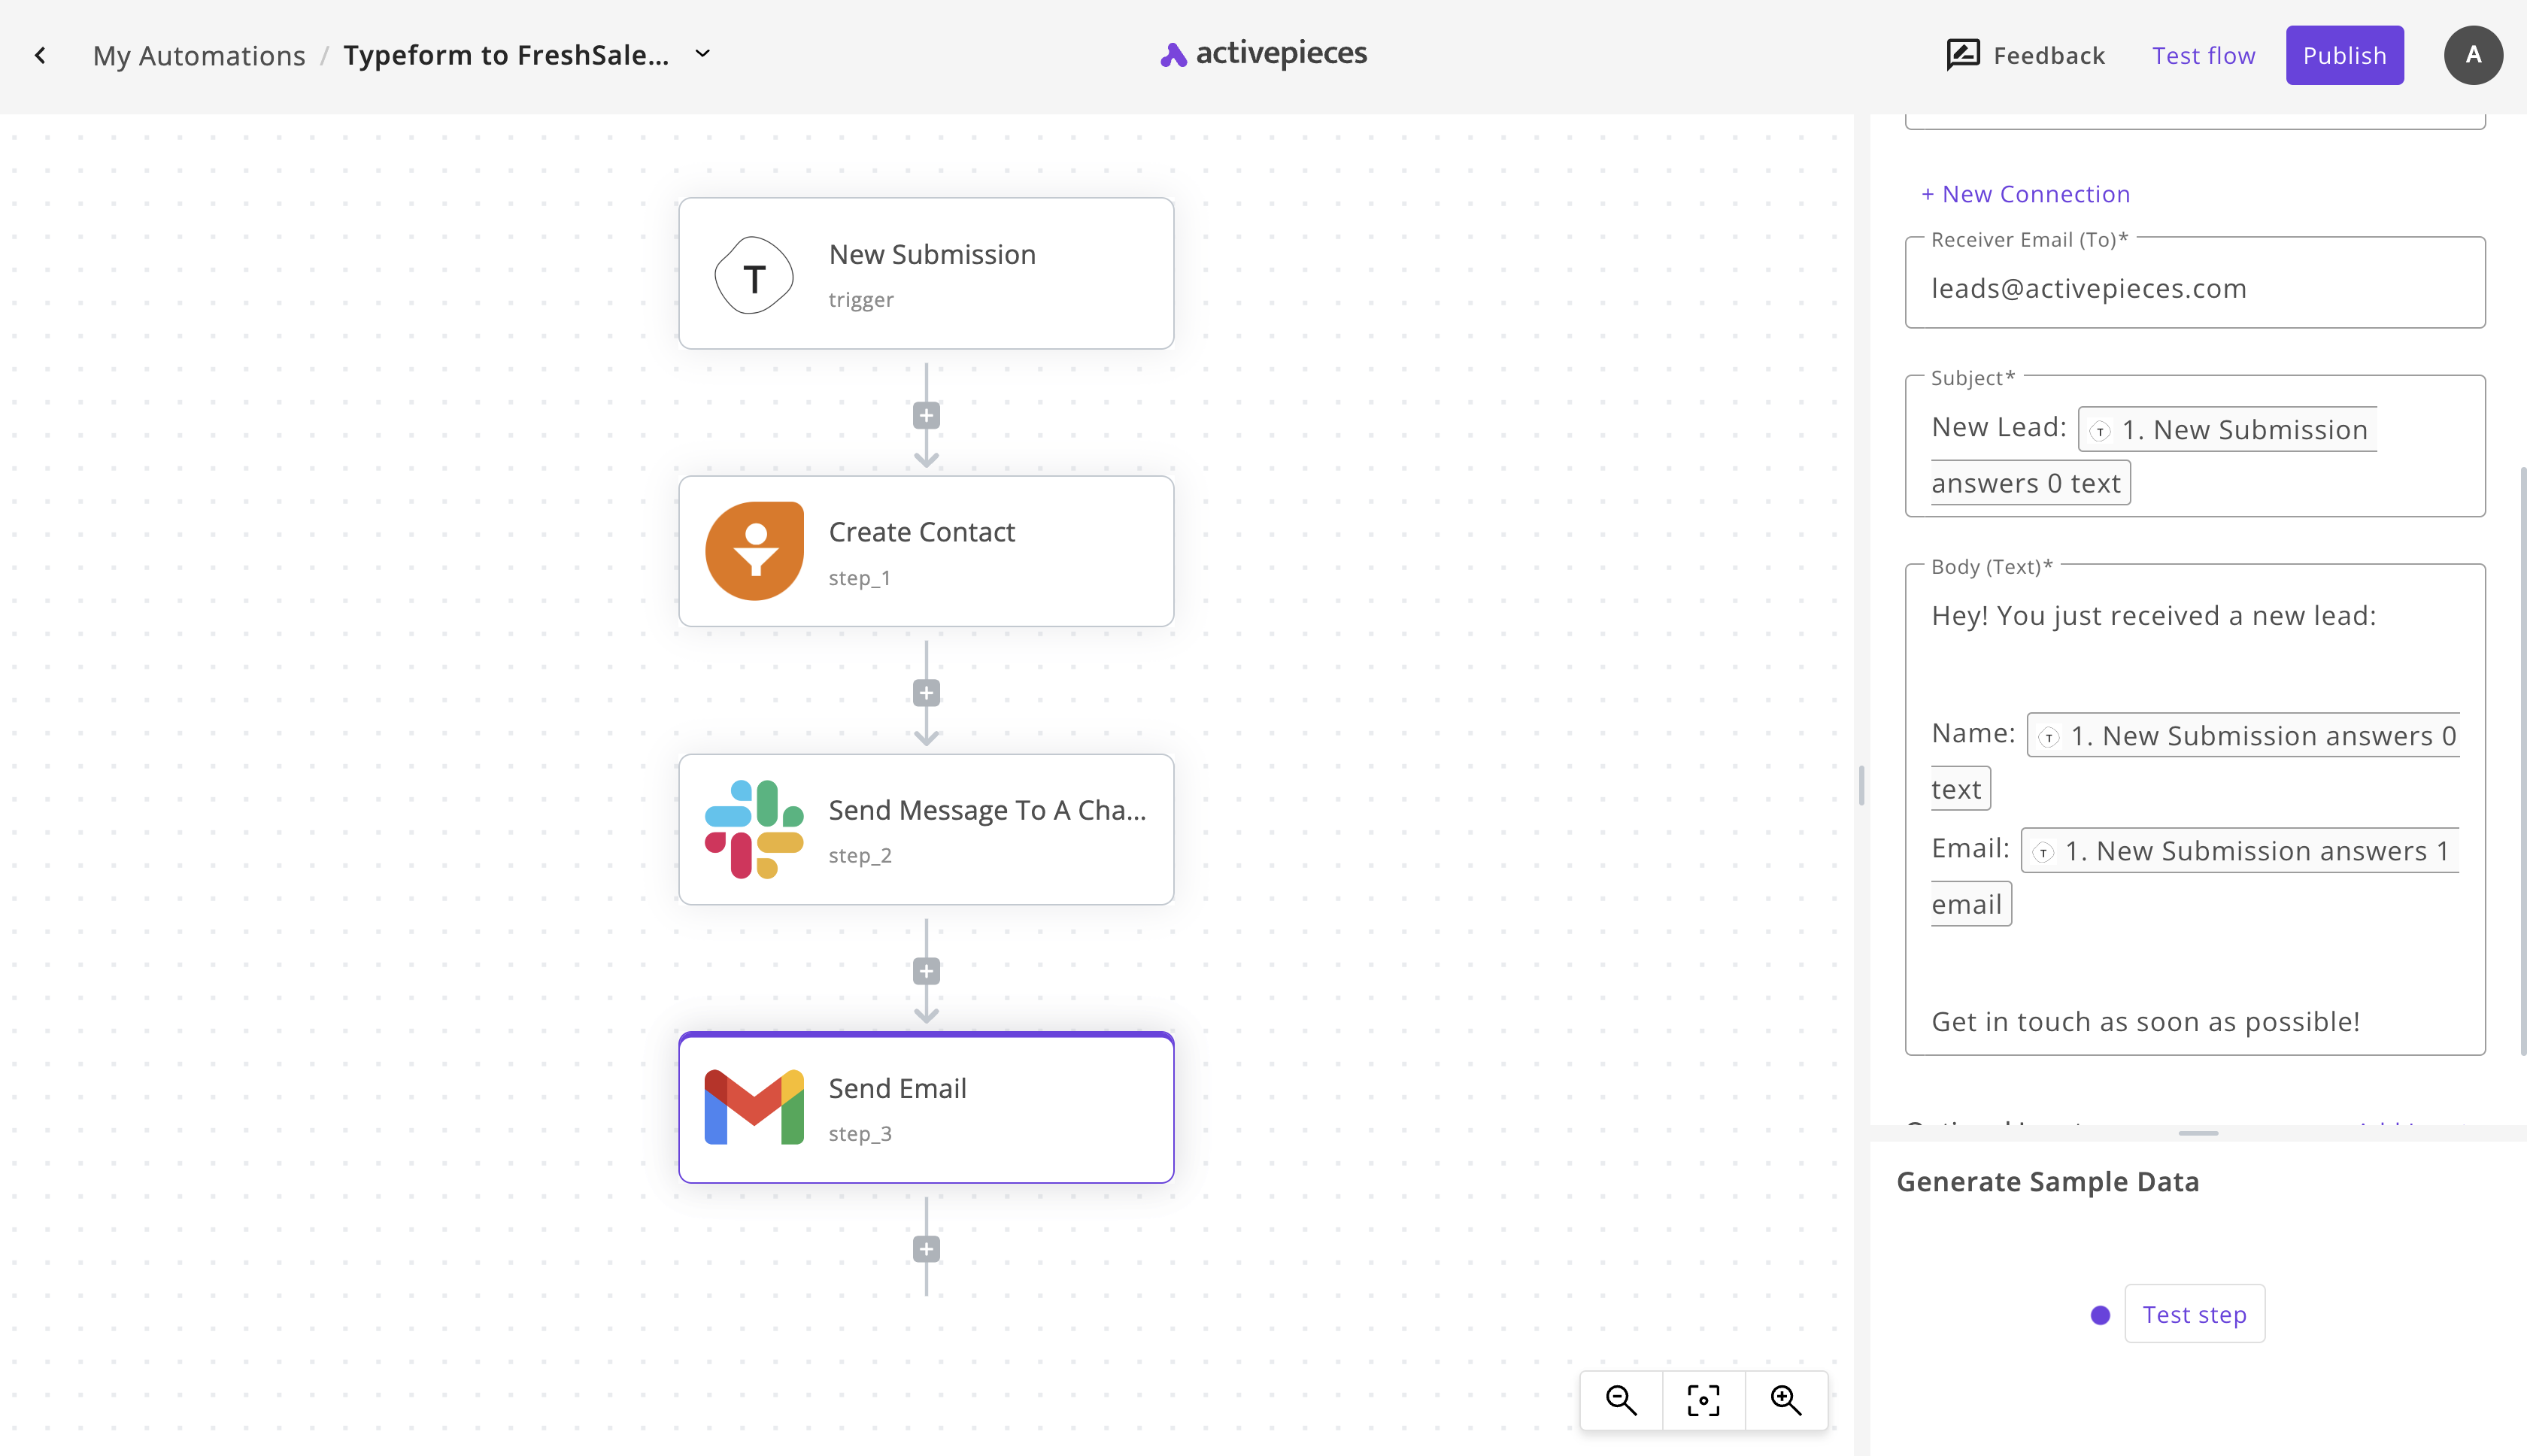 My Automations / Typeform to FreshSale...
activepieces
Feedback
Test flow
Publish
A
T
New Submission
trigger
Create Contact
step_1
Send Message To A Cha...
step_2
Send Email
step_3
+ New Connection
Receiver Email (To)*
leads@activepieces.com
Subject*
New Lead: T 1. New Submission
answers 0 text
Body (Text)*
Hey! You just received a new lead:
Name: T 1. New Submission answers 0
text
Email: T 1. New Submission answers 1
email
Get in touch as soon as possible!
Generate Sample Data
Test step